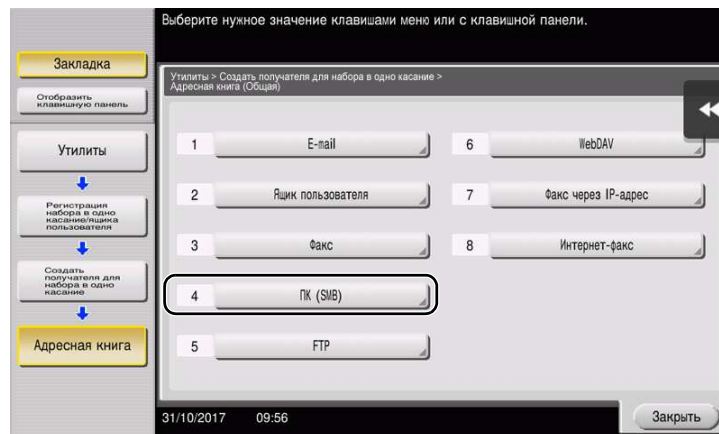 Выберите нужное значение клавишами меню или с клавишной панели.
Закладка
Отобразить
клавишную панель
Утилиты
Регистрация
набора в одно
касание/ящика
пользователя
Создать
получателя для
набора в одно
касание
Адресная книга
Утилиты > Создать получателя для набора в одно касание >
Адресная книга (Общая)
1 E-mail
2 Ящик пользователя
3 Факс
4 ПК (SMB)
5 FTP
6 WebDAV
7 Факс через IP-адрес
8 Интернет-факс
31/10/2017 09:56
Закрыть